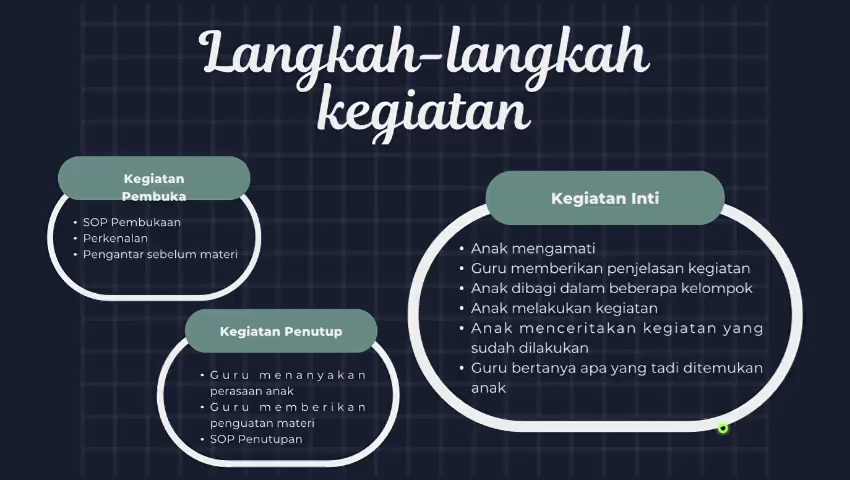 Langkah-langkah
kegiatan
Kegiatan
Pembuka
• SOP Pembukaan
• Perkenalan
• Pengantar sebelum materi
Kegiatan Inti
• Anak mengamati
• Guru memberikan penjelasan kegiatan
• Anak dibagi dalam beberapa kelompok
• Anak melakukan kegiatan
• Anak menceritakan kegiatan yang
sudah dilakukan
• Guru bertanya apa yang tadi ditemukan
anak
Kegiatan Penutup
• Guru menanyakan
perasaan anak
• Guru memberikan
penguatan materi
• SOP Penutupan